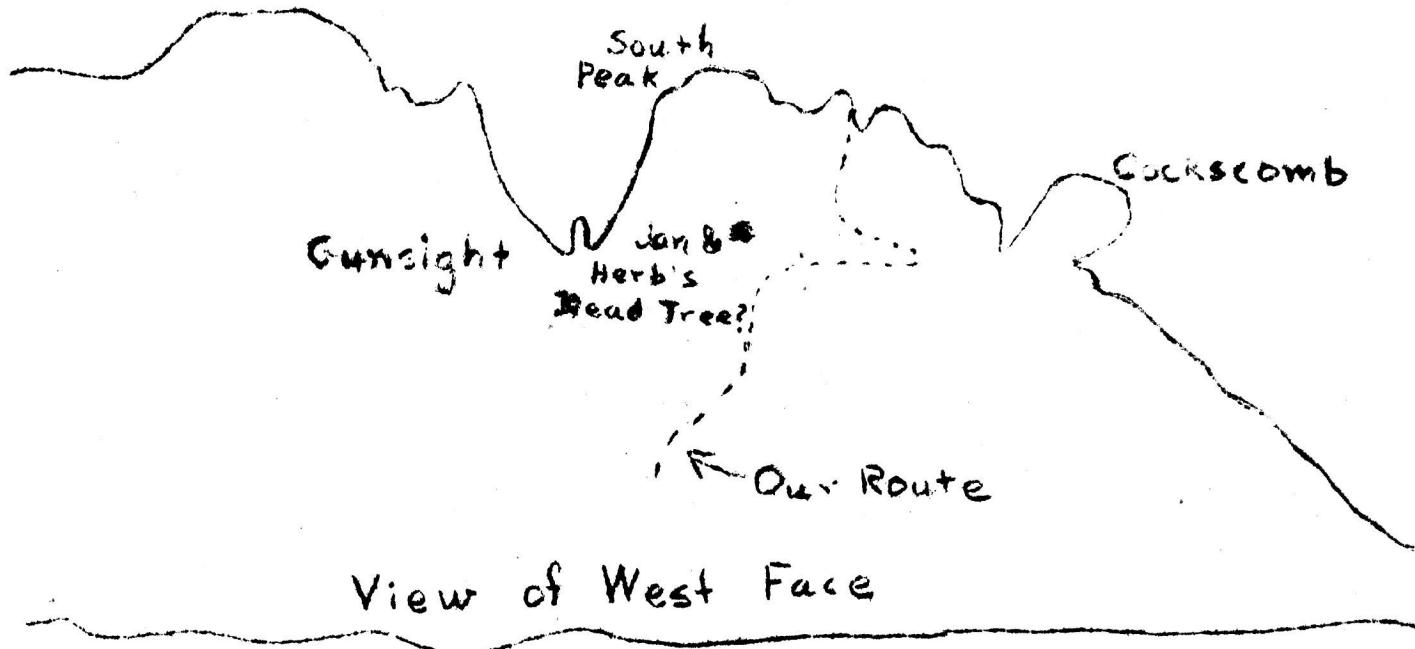 South
Peak
Cockscomb
Gunsight
Jan &
Herb's
Dead Tree?
Our Route
View of West Face